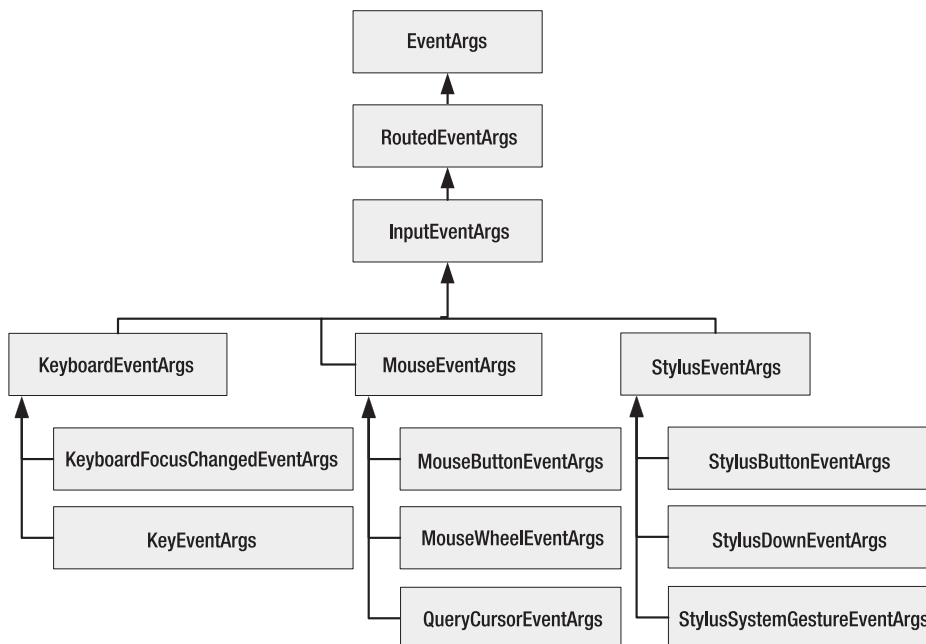 EventArgs
RoutedEventArgs
InputEventArgs
KeyboardEventArgs
MouseEventArgs
StylusEventArgs
KeyboardFocusChangedEventArgs
MouseButtonEventArgs
StylusButtonEventArgs
KeyEventArgs
MouseWheelEventArgs
StylusDownEventArgs
QueryCursorEventArgs
StylusSystemGestureEventArgs